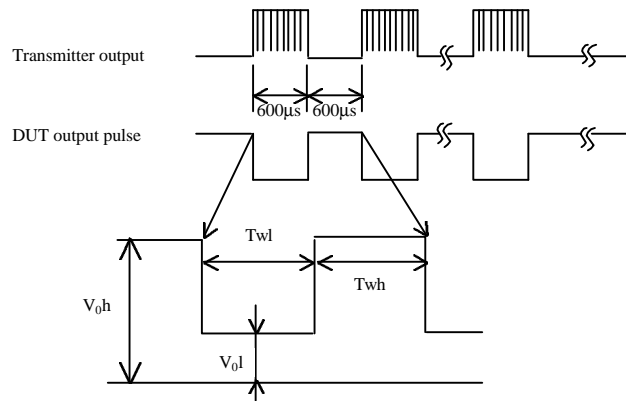 Transmitter output
600μs 600μs
DUT output pulse
Twl
Twh
V₀h
V₀l